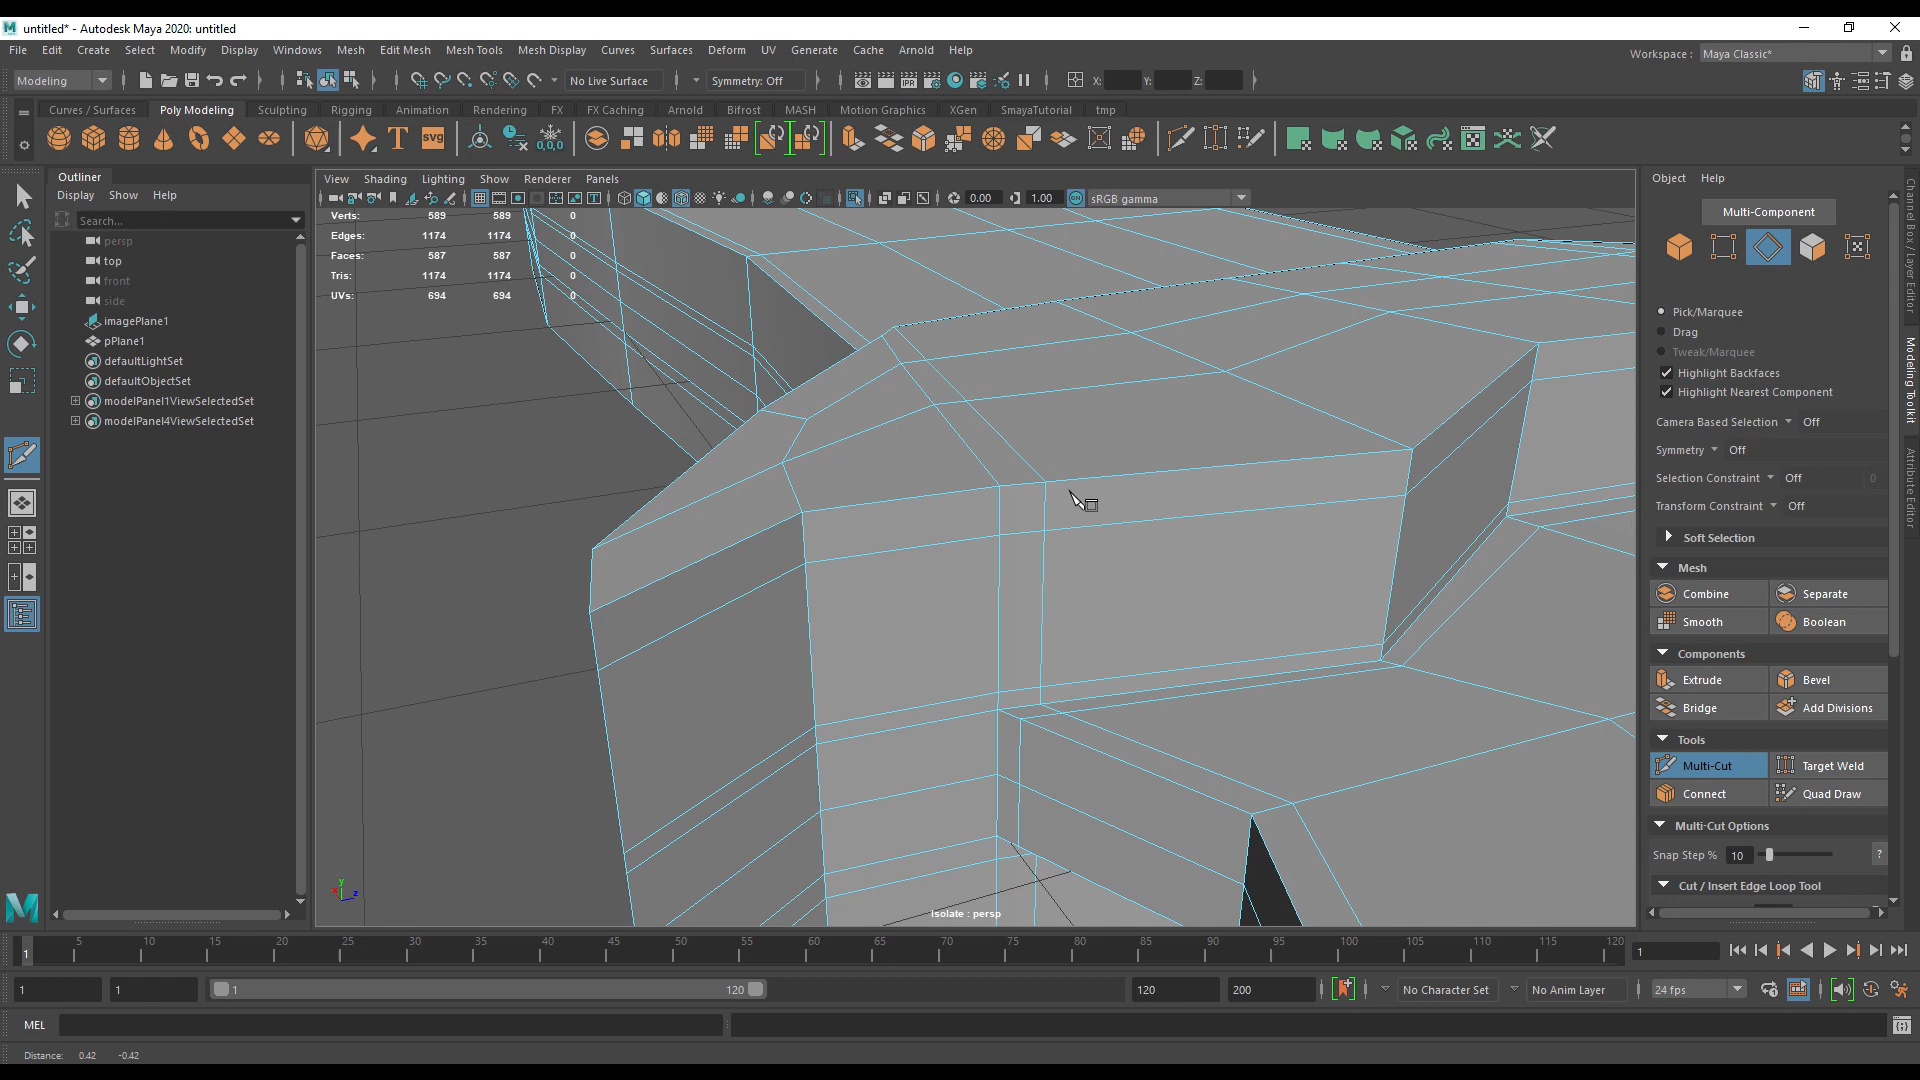 untitled* - Autodesk Maya 2020: untitled
File Edit Create Select Modify Display Windows Mesh Edit Mesh Mesh Tools Mesh Display Curves Surfaces Deform UV Generate Cache Arnold Help
Workspace : Maya Classic*
Modeling No Live Surface Symmetry: Off X: Y: Z:
Curves / Surfaces Poly Modeling Sculpting Rigging Animation Rendering FX FX Caching Arnold Bifrost MASH Motion Graphics XGen SmayaTutorial tmp
T svg 0,0,0
Outliner
Display Show Help
Search...
persp
top
front
side
imagePlane1
pPlane1
defaultLightSet
defaultObjectSet
modelPanel1ViewSelectedSet
modelPanel4ViewSelectedSet
View Shading Lighting Show Renderer Panels
0.00 1.00 ON sRGB gamma
Verts: 589 589 0
Edges: 1174 1174 0
Faces: 587 587 0
Tris: 1174 1174 0
UVs: 694 694 0
Isolate : persp
Object Help
Multi-Component
Pick/Marquee
Drag
Tweak/Marquee
Highlight Backfaces
Highlight Nearest Component
Camera Based Selection Off
Symmetry Off
Selection Constraint Off 0
Transform Constraint Off
Soft Selection
Mesh
Combine Separate
Smooth Boolean
Components
Extrude Bevel
Bridge Add Divisions
Tools
Multi-Cut Target Weld
Connect Quad Draw
Multi-Cut Options
Snap Step % 10 ?
Cut / Insert Edge Loop Tool
Channel Box / Layer Editor
Modeling Toolkit
Attribute Editor
1 5 10 15 20 25 30 35 40 45 50 55 60 65 70 75 80 85 90 95 100 105 110 115 120 1
1 1 1 120 120 200 No Character Set No Anim Layer 24 fps
MEL
Distance: 0.42 -0.42